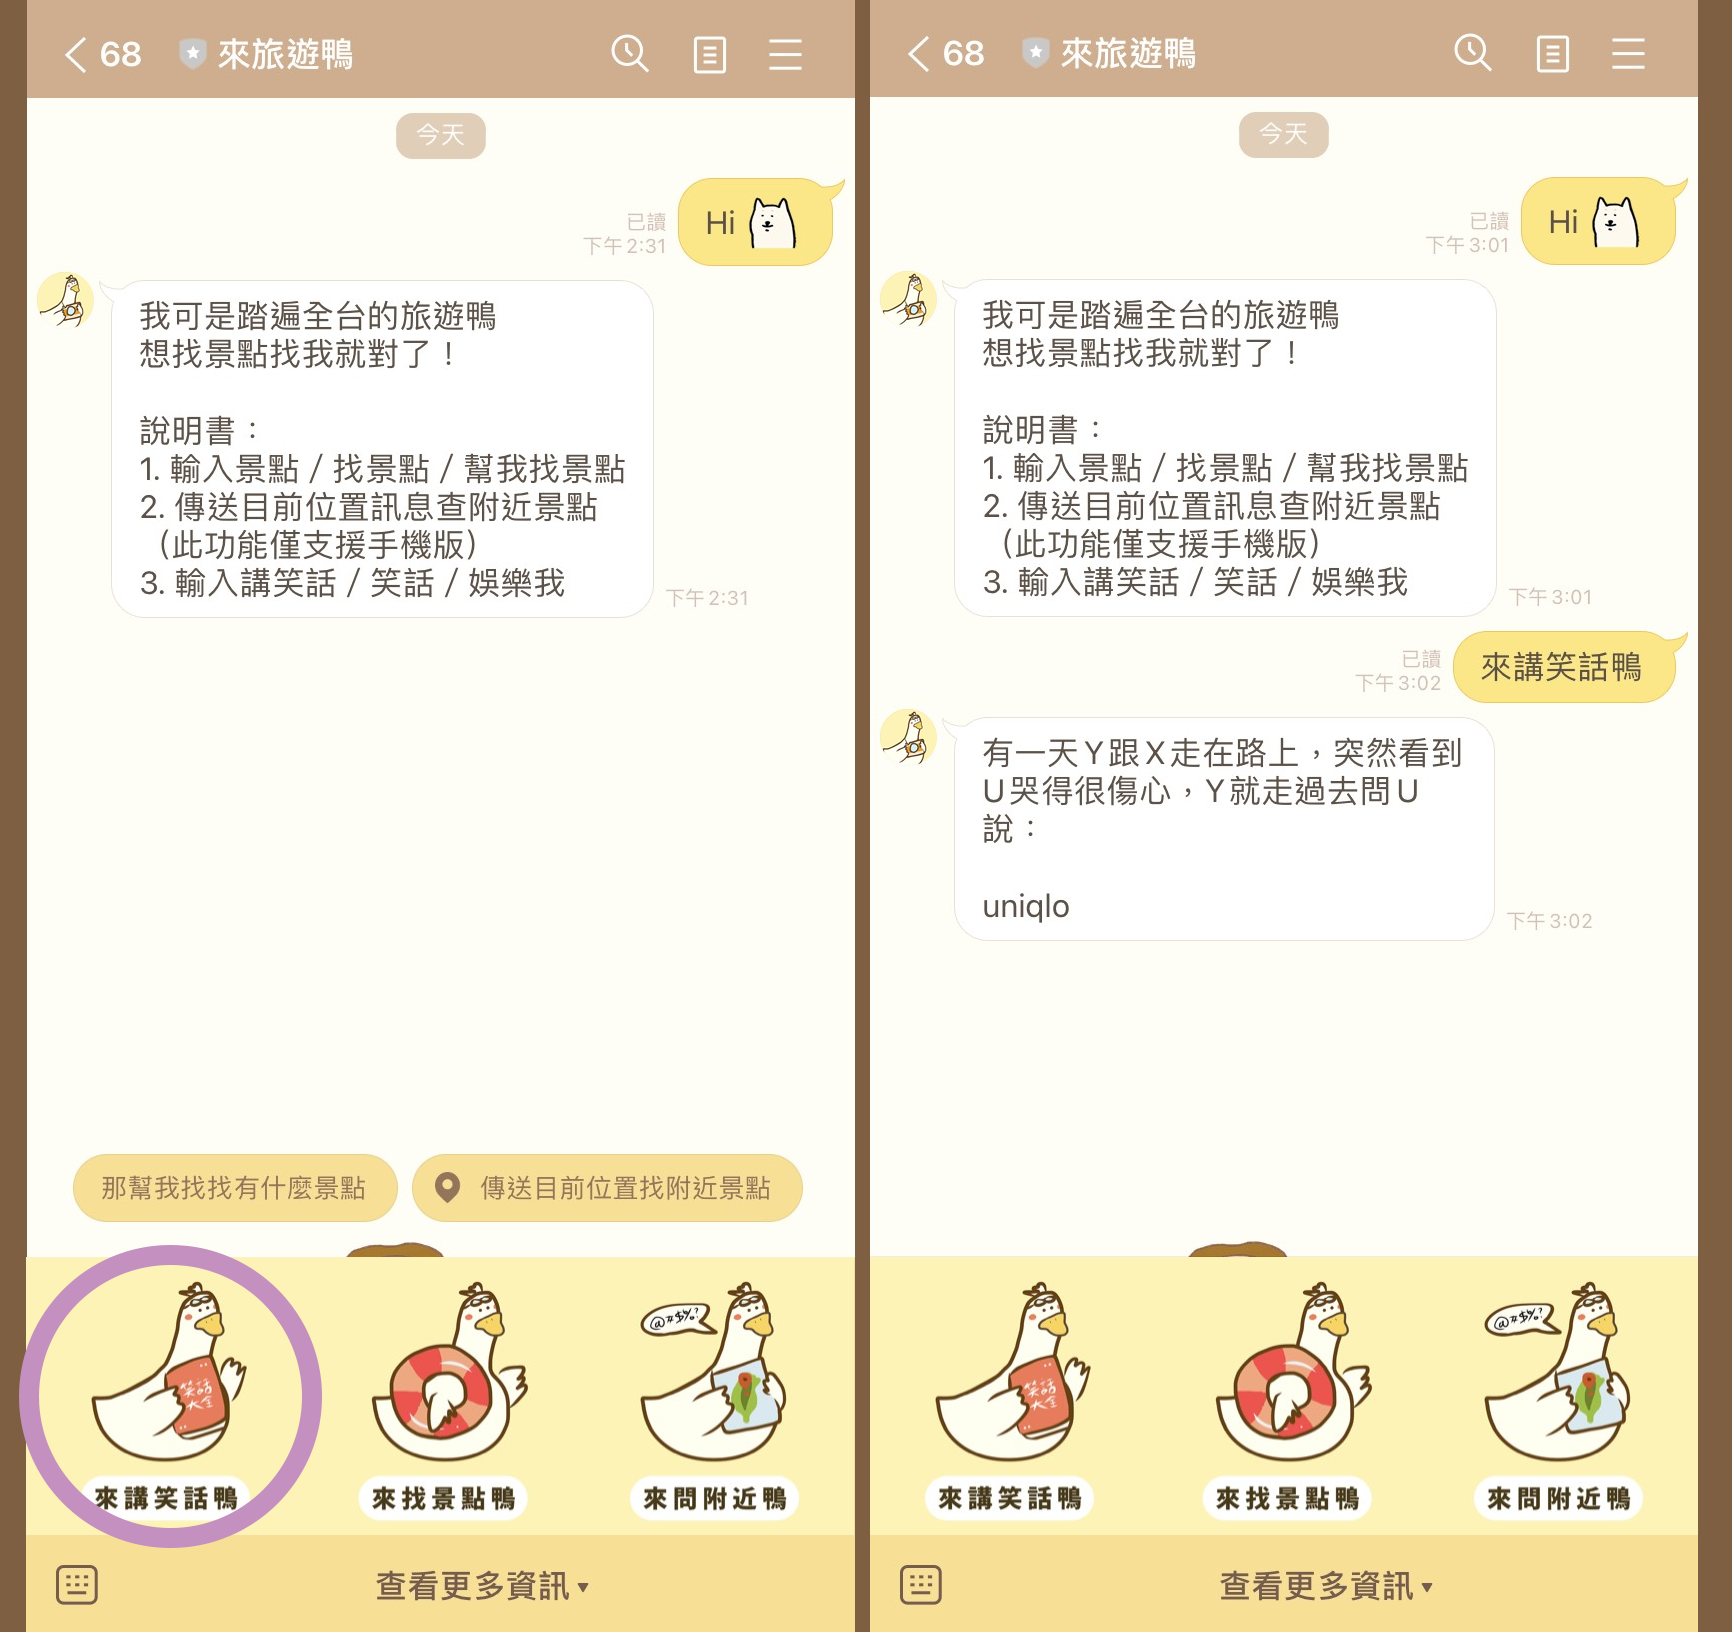 68 來旅遊鴨
今天
Hi
已讀
下午 2:31
我可是踏遍全台的旅遊鴨
想找景點找我就對了！
說明書：
1. 輸入景點 / 找景點 / 幫我找景點
2. 傳送目前位置訊息查附近景點
（此功能僅支援手機版）
3. 輸入講笑話 / 笑話 / 娛樂我
下午 2:31
那幫我找找有什麼景點
傳送目前位置找附近景點
笑話
大全
@#$%?
來講笑話鴨
來找景點鴨
來問附近鴨
查看更多資訊▾
68 來旅遊鴨
今天
Hi
已讀
下午 3:01
我可是踏遍全台的旅遊鴨
想找景點找我就對了！
說明書：
1. 輸入景點 / 找景點 / 幫我找景點
2. 傳送目前位置訊息查附近景點
（此功能僅支援手機版）
3. 輸入講笑話 / 笑話 / 娛樂我
下午 3:01
已讀
下午 3:02
來講笑話鴨
有一天Y跟X走在路上，突然看到
U哭得很傷心，Y就走過去問U
說：
uniqlo
下午 3:02
笑話
大全
@#$%?
來講笑話鴨
來找景點鴨
來問附近鴨
查看更多資訊▾